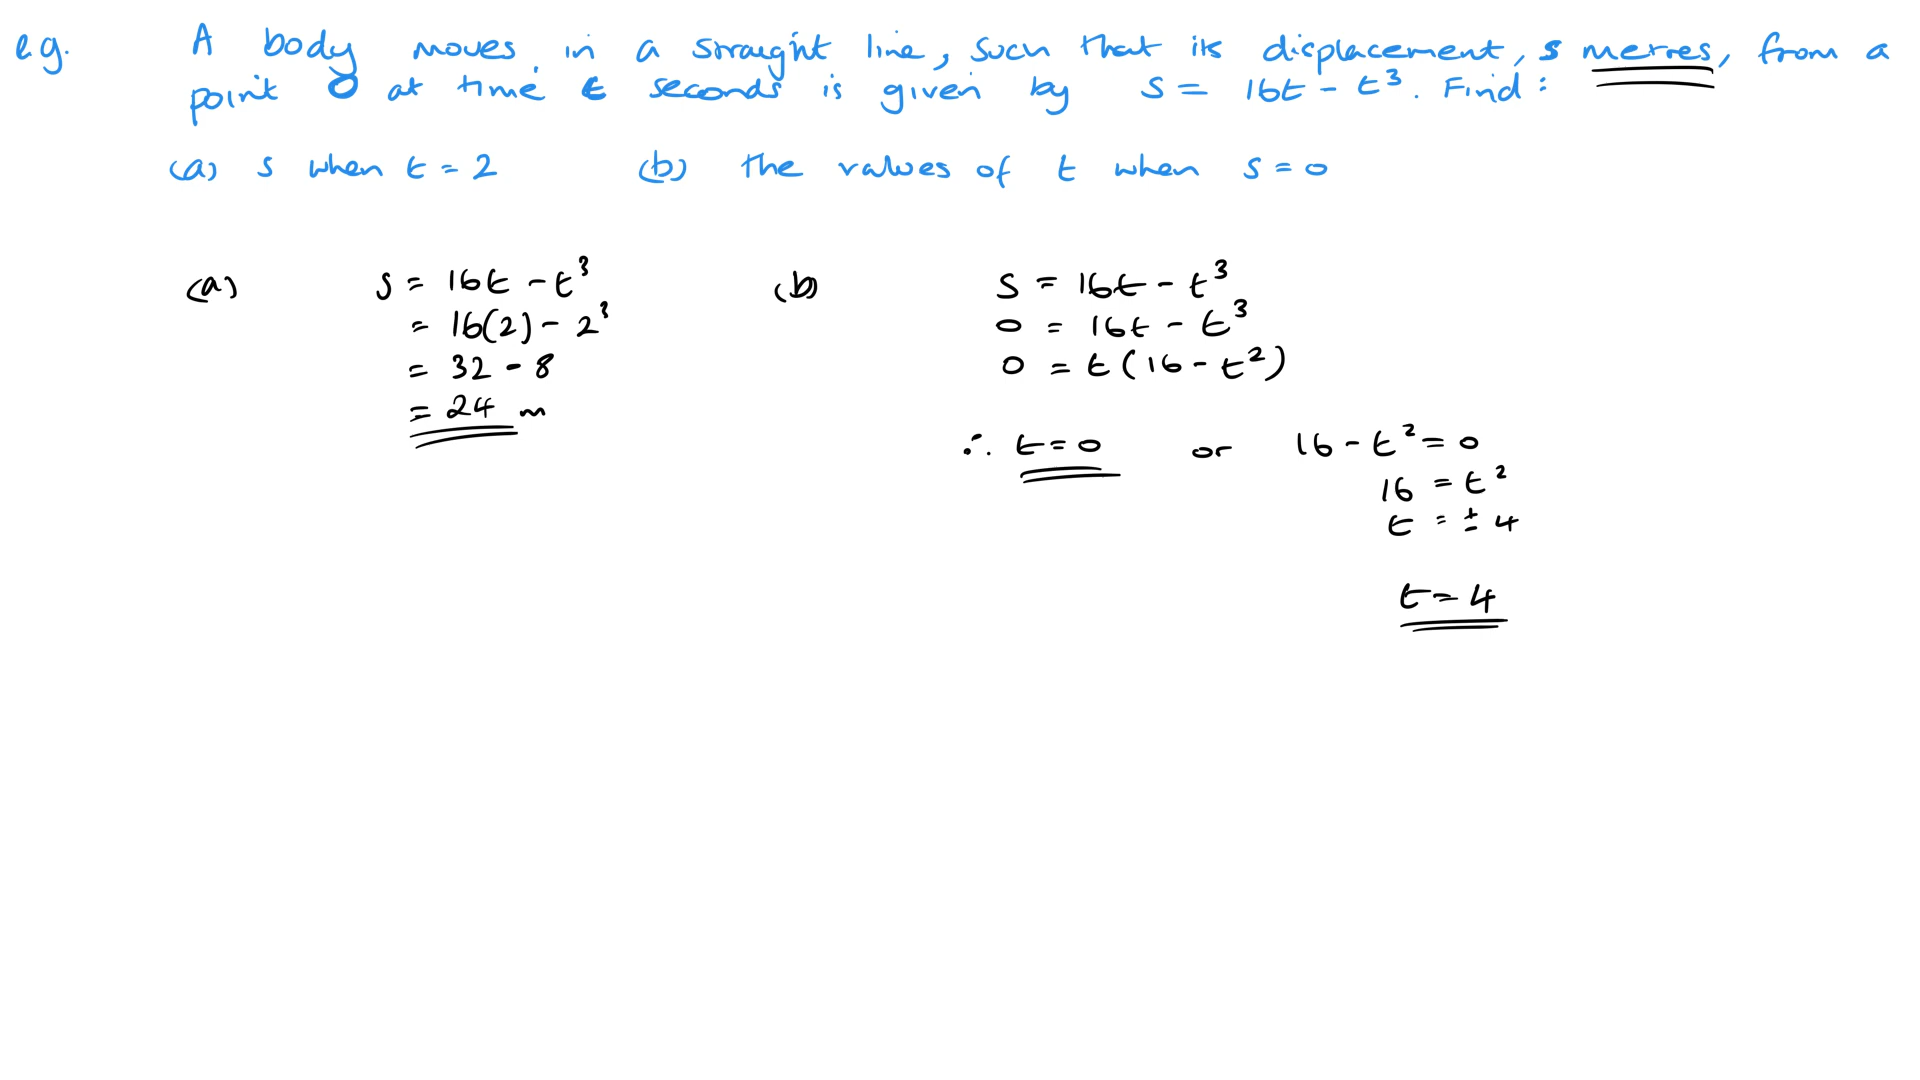 e.g. A body moves in a straight line, such that its displacement, s metres, from a
point O at time t seconds is given by s = 16t - t³. Find:
(a) s when t = 2 (b) the values of t when s = 0
(a) s = 16t - t³
= 16(2) - 2³
= 32 - 8
= 24 m
(b) s = 16t - t³
0 = 16t - t³
0 = t(16 - t²)
∴ t = 0 or 16 - t² = 0
16 = t²
t = ± 4
t = 4